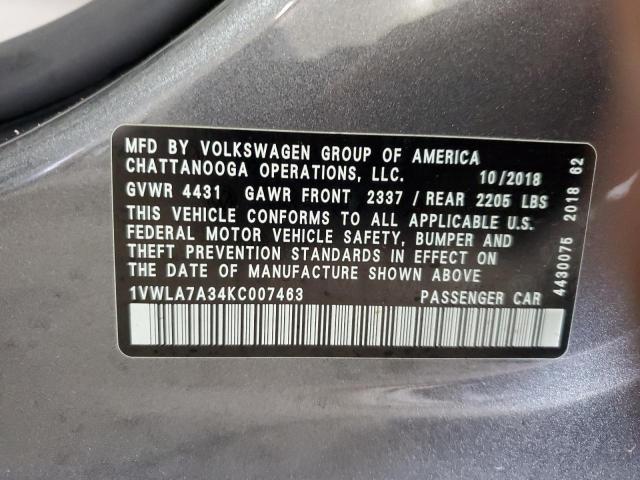 MFD BY VOLKSWAGEN GROUP OF AMERICA
CHATTANOOGA OPERATIONS, LLC. 10/2018
GVWR 4431 GAWR FRONT 2337 / REAR 2205 LBS
THIS VEHICLE CONFORMS TO ALL APPLICABLE U.S.
FEDERAL MOTOR VEHICLE SAFETY, BUMPER AND
THEFT PREVENTION STANDARDS IN EFFECT ON
THE DATE OF MANUFACTURE SHOWN ABOVE
1VWLA7A34KC007463 PASSENGER CAR
4430075 2018 62